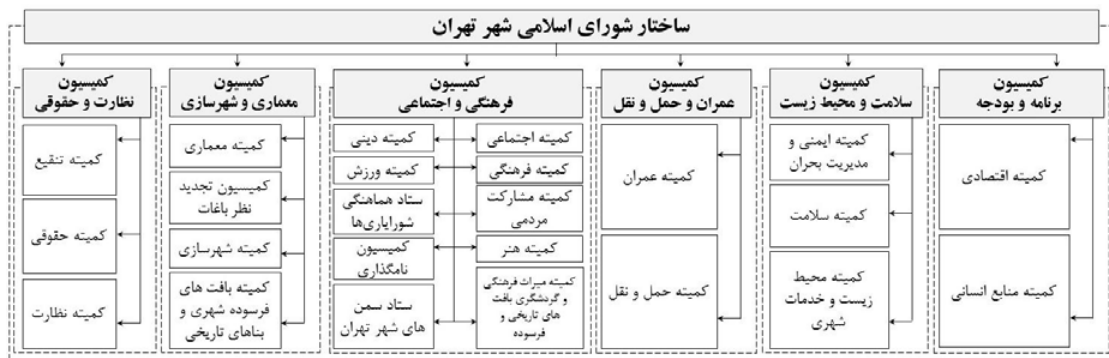 ساختار شورای اسلامی شهر تهران
کمیسیون
برنامه و بودجه
کمیته اقتصادی
کمیته منابع انسانی
کمیسیون
سلامت و محیط زیست
کمیته ایمنی و
مدیریت بحران
کمیته سلامت
کمیته محیط
زیست و خدمات
شهری
کمیسیون
عمران و حمل و نقل
کمیته عمران
کمیته حمل و نقل
کمیسیون
فرهنگی و اجتماعی
کمیته اجتماعی
کمیته فرهنگی
کمیته مشارکت
مردمی
کمیته هنر
کمیته میراث فرهنگی
و گردشگری بافت
های تاریخی و
فرسوده
کمیته دینی
کمیته ورزش
ستاد هماهنگی
شورایاری‌ها
کمیسیون
نامگذاری
ستاد سمن
های شهر تهران
کمیسیون
معماری و شهرسازی
کمیته معماری
کمیسیون تجدید
نظر باغات
کمیته شهرسازی
کمیته بافت های
فرسوده شهری و
بناهای تاریخی
کمیسیون
نظارت و حقوقی
کمیته تنقیع
کمیته حقوقی
کمیته نظارت